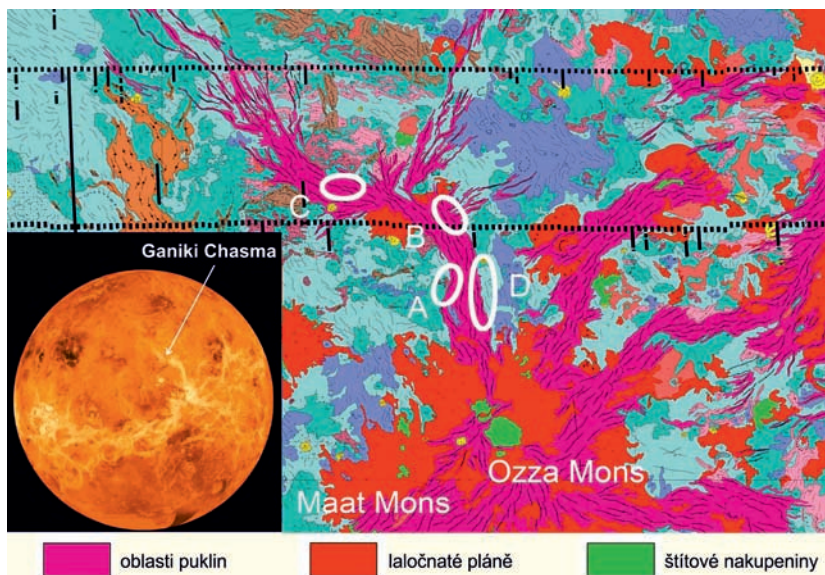 C
B
Ganiki Chasma
A
D
Ozza Mons
Maat Mons
oblasti puklin
laločnaté pláně
štítové nakupeniny